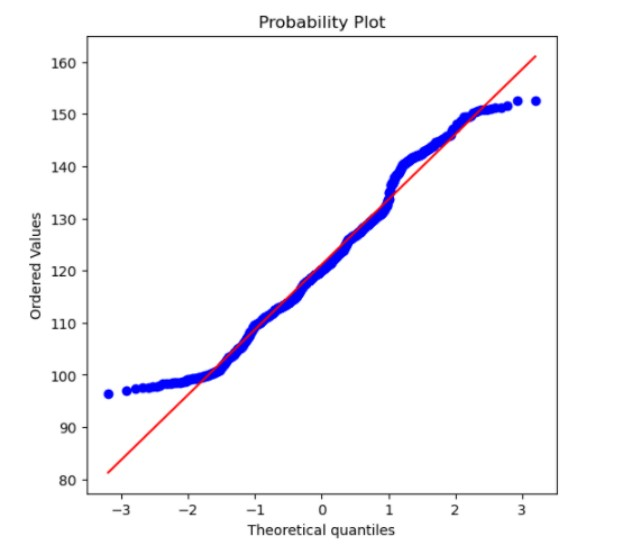 Probability Plot
160
150
140
130
120
110
100
90
80
Ordered Values
−3 −2 −1 0 1 2 3
Theoretical quantiles